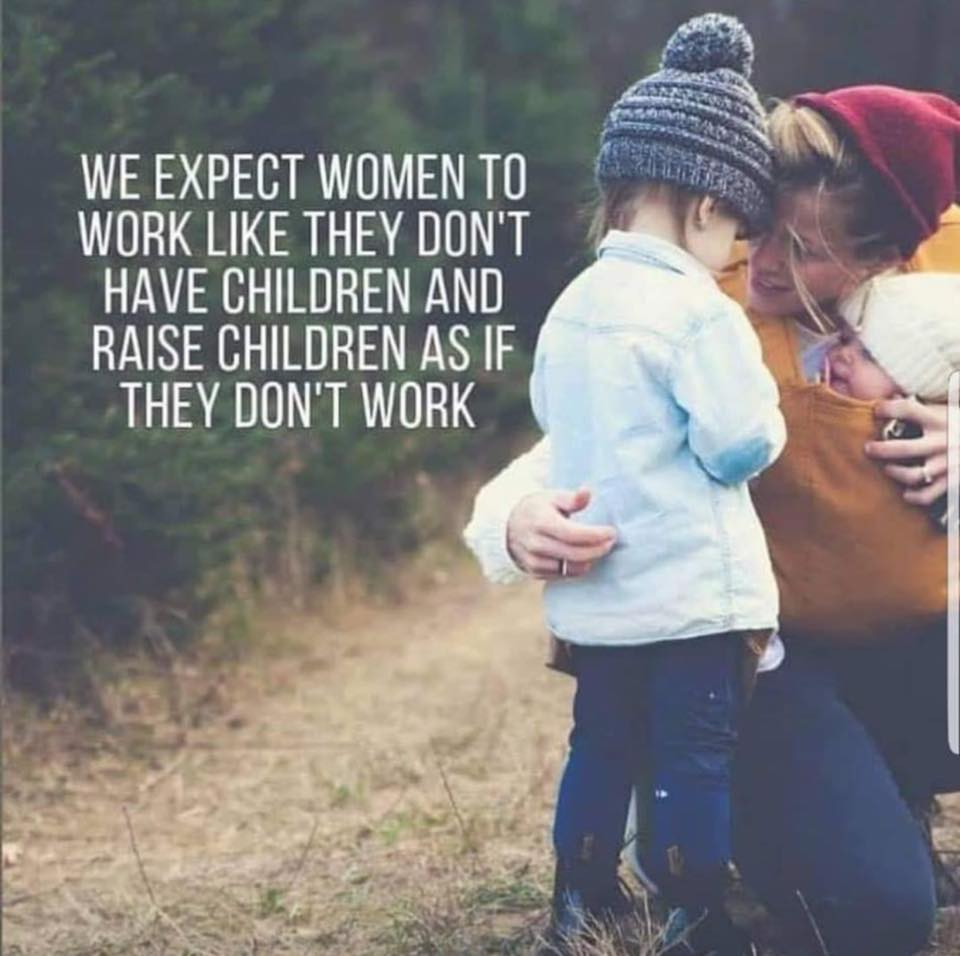 WE EXPECT WOMEN TO
WORK LIKE THEY DON'T
HAVE CHILDREN AND
RAISE CHILDREN AS IF
THEY DON'T WORK